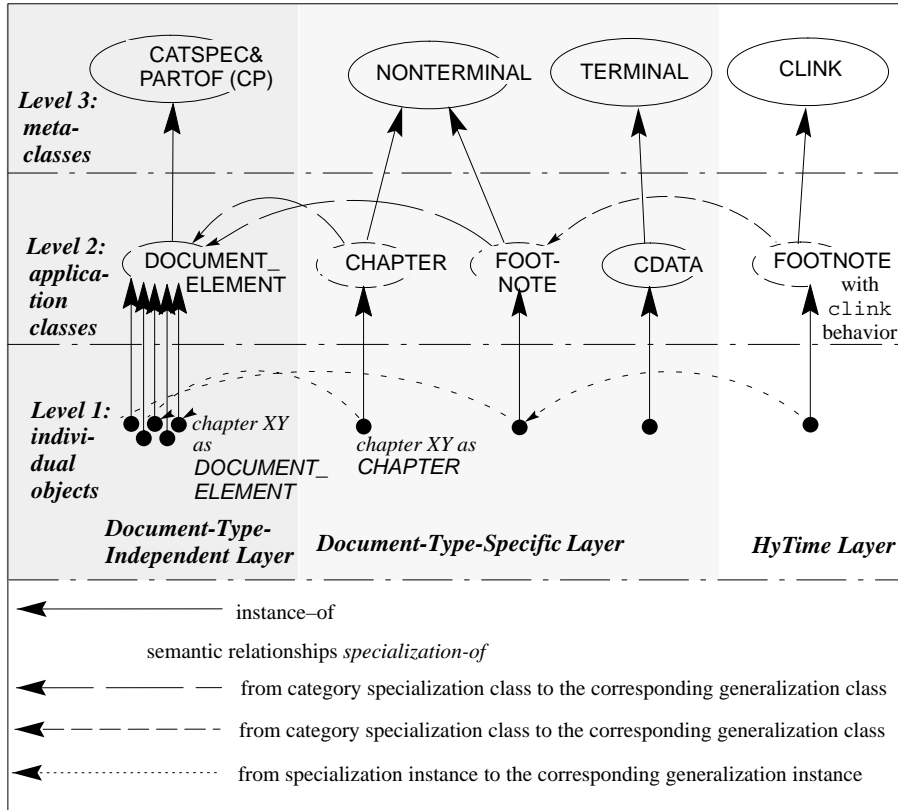 CATSPEC&
PARTOF (CP)
NONTERMINAL
TERMINAL
CLINK
Level 3:
meta-
classes
Level 2:
applica-
tion
classes
DOCUMENT_
ELEMENT
CHAPTER
FOOT-
NOTE
CDATA
FOOTNOTE
with
clink
behavior
Level 1:
indivi-
dual
objects
chapter XY
as
DOCUMENT_
ELEMENT
chapter XY as
CHAPTER
Document-Type-
Independent Layer
Document-Type-Specific Layer
HyTime Layer
instance–of
semantic relationships specialization-of
from category specialization class to the corresponding generalization class
from category specialization class to the corresponding generalization class
from specialization instance to the corresponding generalization instance